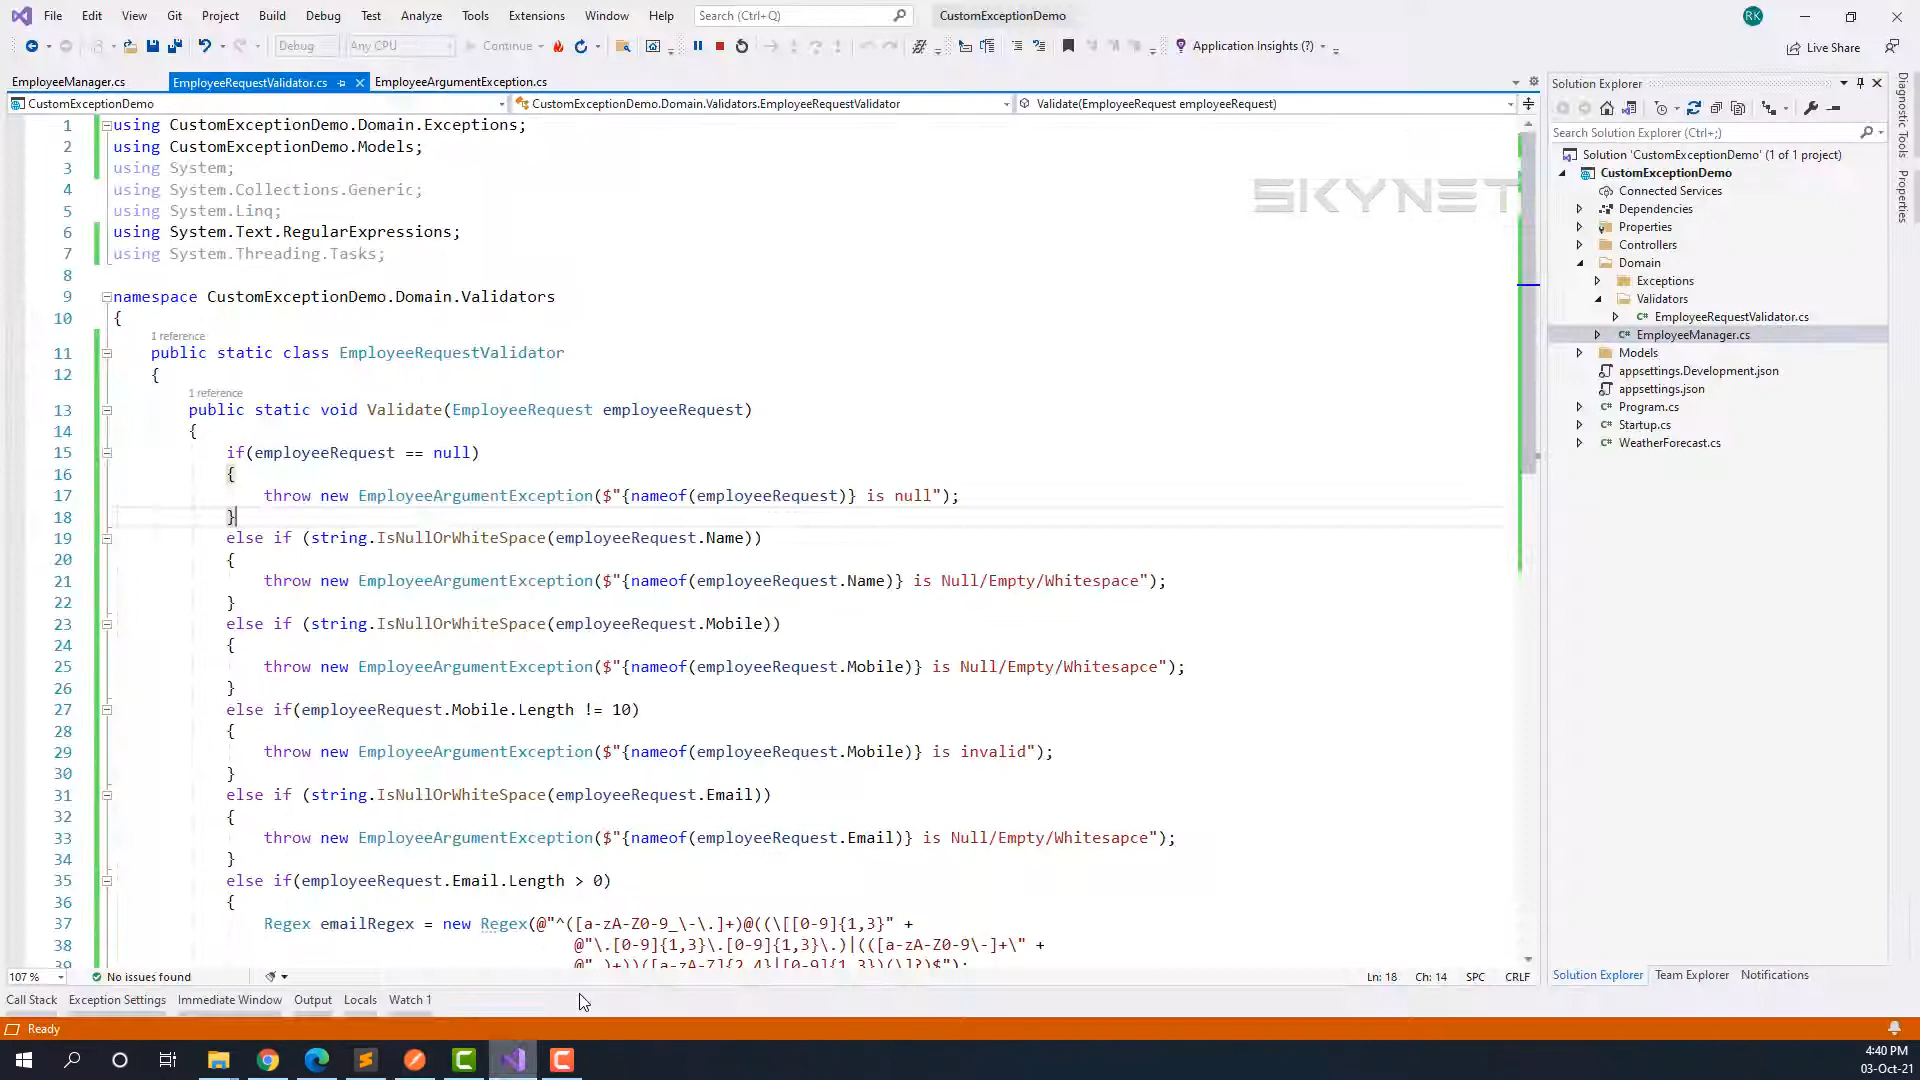 File Edit View Git Project Build Debug Test Analyze Tools Extensions Window Help Search (Ctrl+Q) CustomExceptionDemo RK
Debug Any CPU Continue Application Insights (?) Live Share
EmployeeManager.cs EmployeeRequestValidator.cs EmployeeArgumentException.cs
CustomExceptionDemo CustomExceptionDemo.Domain.Validators.EmployeeRequestValidator Validate(EmployeeRequest employeeRequest)
1 using CustomExceptionDemo.Domain.Exceptions;
2 using CustomExceptionDemo.Models;
3 using System;
4 using System.Collections.Generic;
5 using System.Linq;
6 using System.Text.RegularExpressions;
7 using System.Threading.Tasks;
8
9 namespace CustomExceptionDemo.Domain.Validators
10 {
1 reference
11 public static class EmployeeRequestValidator
12 {
1 reference
13 public static void Validate(EmployeeRequest employeeRequest)
14 {
15 if(employeeRequest == null)
16 {
17 throw new EmployeeArgumentException($"{nameof(employeeRequest)} is null");
18 }
19 else if (string.IsNullOrWhiteSpace(employeeRequest.Name))
20 {
21 throw new EmployeeArgumentException($"{nameof(employeeRequest.Name)} is Null/Empty/Whitespace");
22 }
23 else if (string.IsNullOrWhiteSpace(employeeRequest.Mobile))
24 {
25 throw new EmployeeArgumentException($"{nameof(employeeRequest.Mobile)} is Null/Empty/Whitesapce");
26 }
27 else if(employeeRequest.Mobile.Length != 10)
28 {
29 throw new EmployeeArgumentException($"{nameof(employeeRequest.Mobile)} is invalid");
30 }
31 else if (string.IsNullOrWhiteSpace(employeeRequest.Email))
32 {
33 throw new EmployeeArgumentException($"{nameof(employeeRequest.Email)} is Null/Empty/Whitesapce");
34 }
35 else if(employeeRequest.Email.Length > 0)
36 {
37 Regex emailRegex = new Regex(@"^([a-zA-Z0-9_\-\.]+)@((\[[0-9]{1,3}" +
38 @"\.[0-9]{1,3}\.[0-9]{1,3}\.)|(([a-zA-Z0-9\-]+\" +
39 @".)+))([a-zA-Z]{2,4}|[0-9]{1,3})(\]?)$");
SKYNET
107 % No issues found Ln: 18 Ch: 14 SPC CRLF
Call Stack Exception Settings Immediate Window Output Locals Watch 1
Ready
Solution Explorer
Search Solution Explorer (Ctrl+;)
Solution 'CustomExceptionDemo' (1 of 1 project)
CustomExceptionDemo
Connected Services
Dependencies
Properties
Controllers
Domain
Exceptions
Validators
C# EmployeeRequestValidator.cs
C# EmployeeManager.cs
Models
appsettings.Development.json
appsettings.json
C# Program.cs
C# Startup.cs
C# WeatherForecast.cs
Solution Explorer Team Explorer Notifications
Diagnostic Tools
Properties
4:40 PM
03-Oct-21